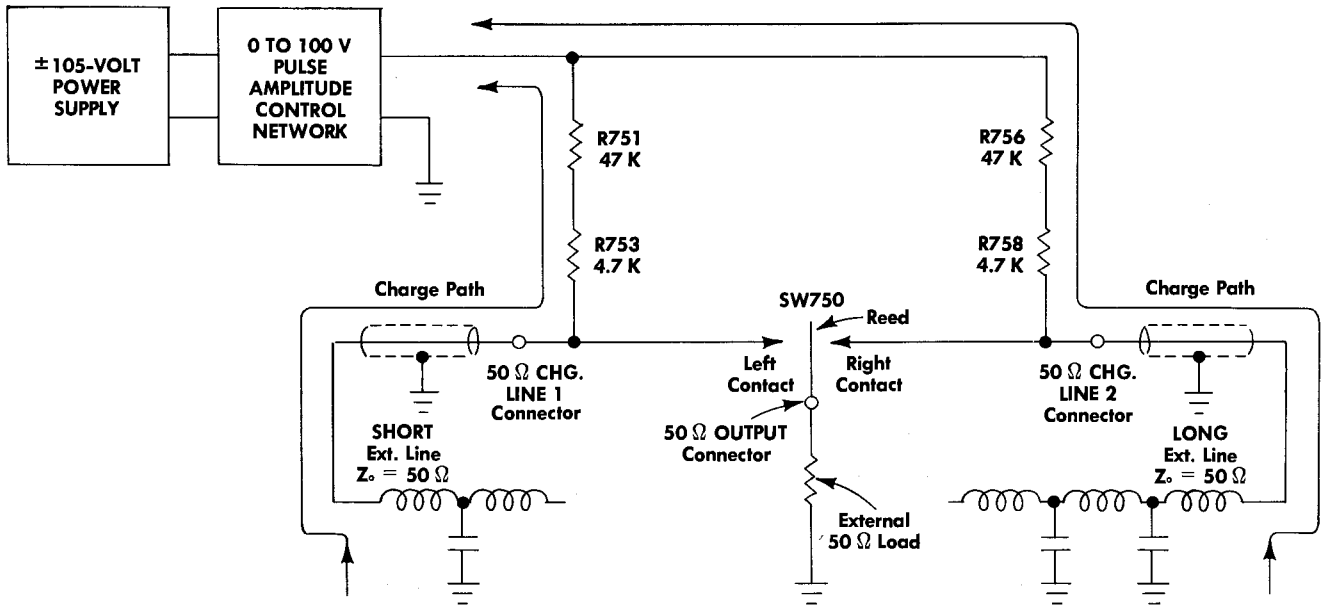 ±105-VOLT
POWER
SUPPLY
0 TO 100 V
PULSE
AMPLITUDE
CONTROL
NETWORK
R751
47 K
R756
47 K
R753
4.7 K
R758
4.7 K
Charge Path
SW750
Reed
Charge Path
Left
Contact
Right
Contact
50 Ω CHG.
LINE 1
Connector
50 Ω CHG.
LINE 2
Connector
50 Ω OUTPUT
Connector
SHORT
Ext. Line
Zo = 50 Ω
LONG
Ext. Line
Zo = 50 Ω
External
50 Ω Load